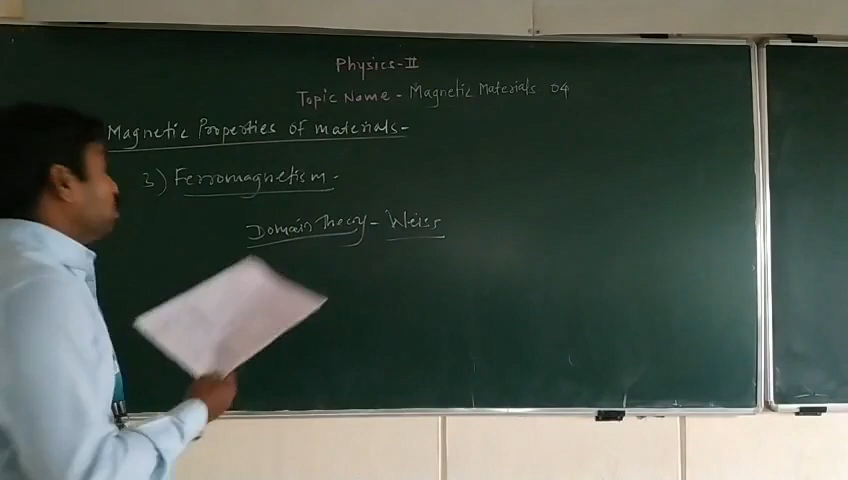 Physics-II
Topic Name - Magnetic Materials 04
Magnetic Properties of materials-
3) Ferromagnetism.
Domain Theory - Weiss